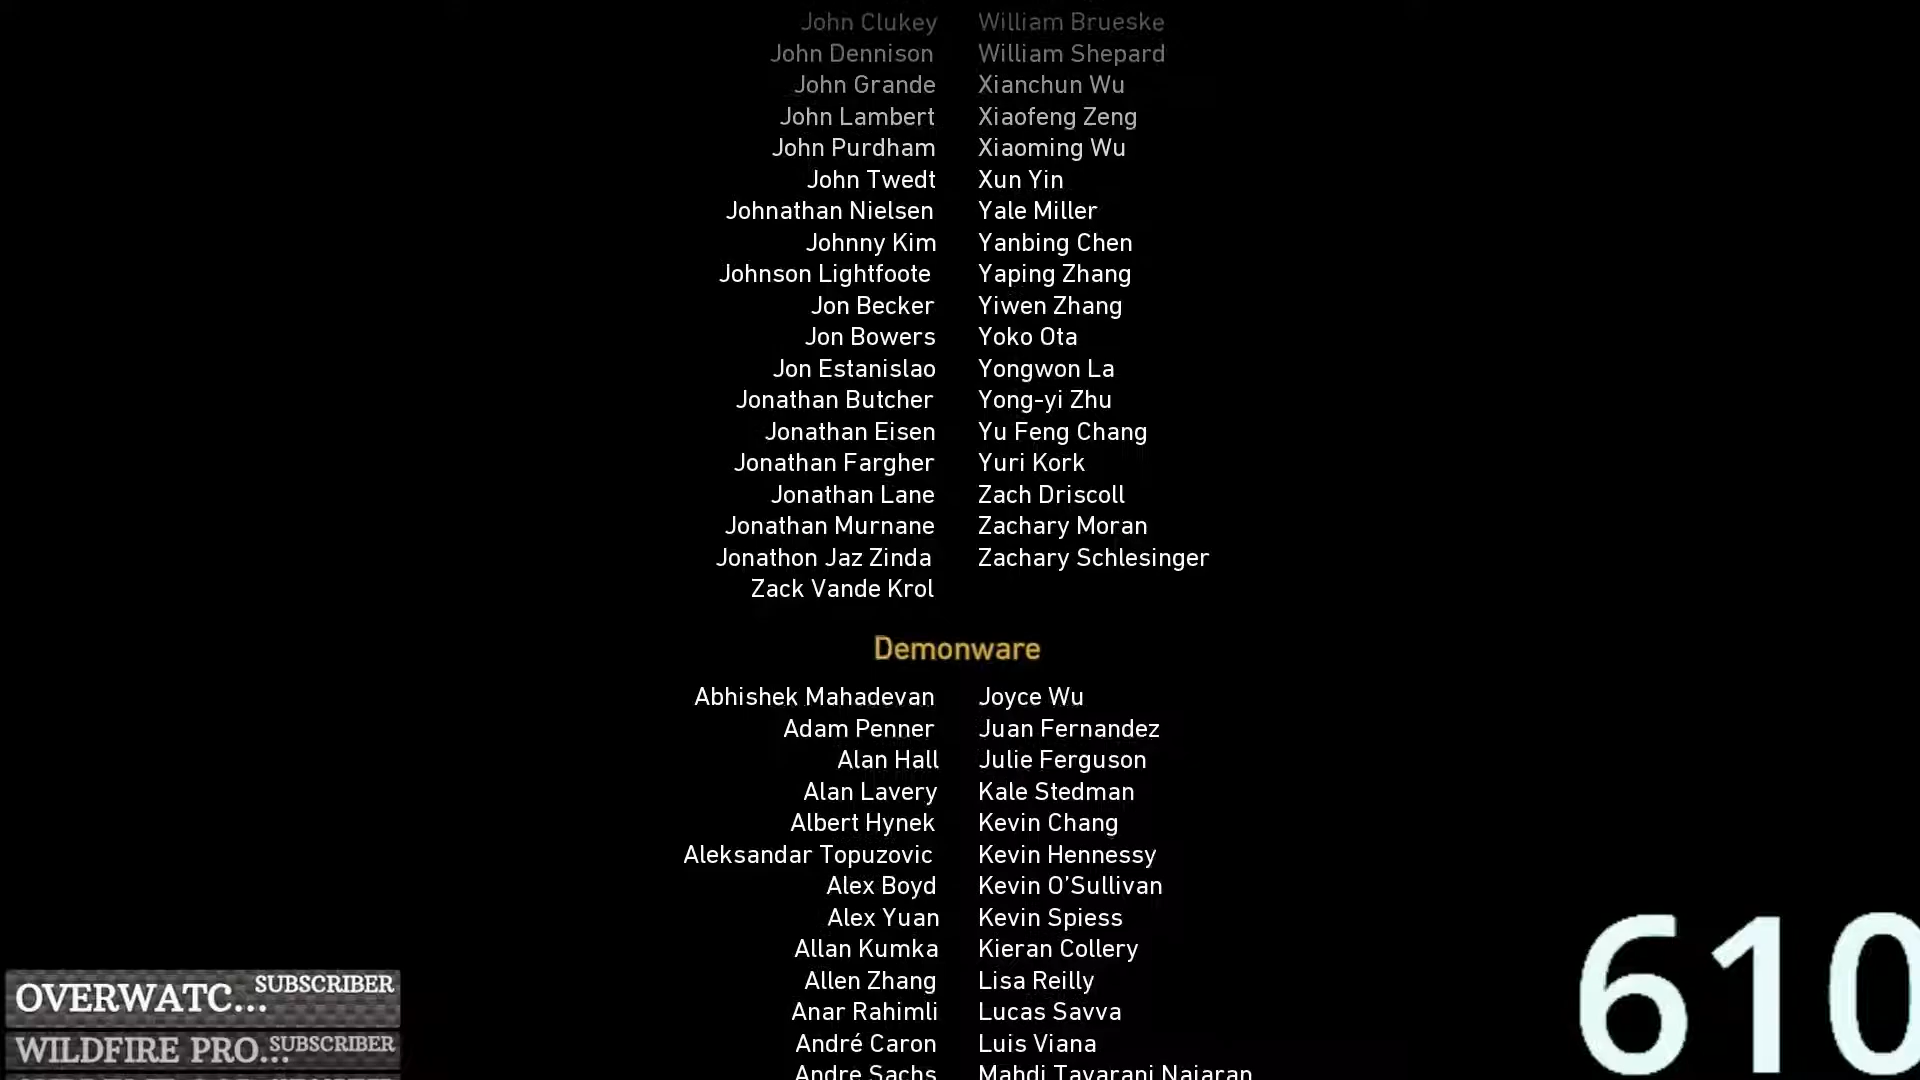 John Clukey William Brueske
John Dennison William Shepard
John Grande Xianchun Wu
John Lambert Xiaofeng Zeng
John Purdham Xiaoming Wu
John Twedt Xun Yin
Johnathan Nielsen Yale Miller
Johnny Kim Yanbing Chen
Johnson Lightfoote Yaping Zhang
Jon Becker Yiwen Zhang
Jon Bowers Yoko Ota
Jon Estanislao Yongwon La
Jonathan Butcher Yong-yi Zhu
Jonathan Eisen Yu Feng Chang
Jonathan Fargher Yuri Kork
Jonathan Lane Zach Driscoll
Jonathan Murnane Zachary Moran
Jonathon Jaz Zinda Zachary Schlesinger
Zack Vande Krol
Demonware
Abhishek Mahadevan Joyce Wu
Adam Penner Juan Fernandez
Alan Hall Julie Ferguson
Alan Lavery Kale Stedman
Albert Hynek Kevin Chang
Aleksandar Topuzovic Kevin Hennessy
Alex Boyd Kevin O’Sullivan
Alex Yuan Kevin Spiess
Allan Kumka Kieran Collery
Allen Zhang Lisa Reilly
Anar Rahimli Lucas Savva
André Caron Luis Viana
Andre Sachs Mahdi Tavarani Najaran
OVERWATC... SUBSCRIBER
WILDFIRE PRO... SUBSCRIBER
610